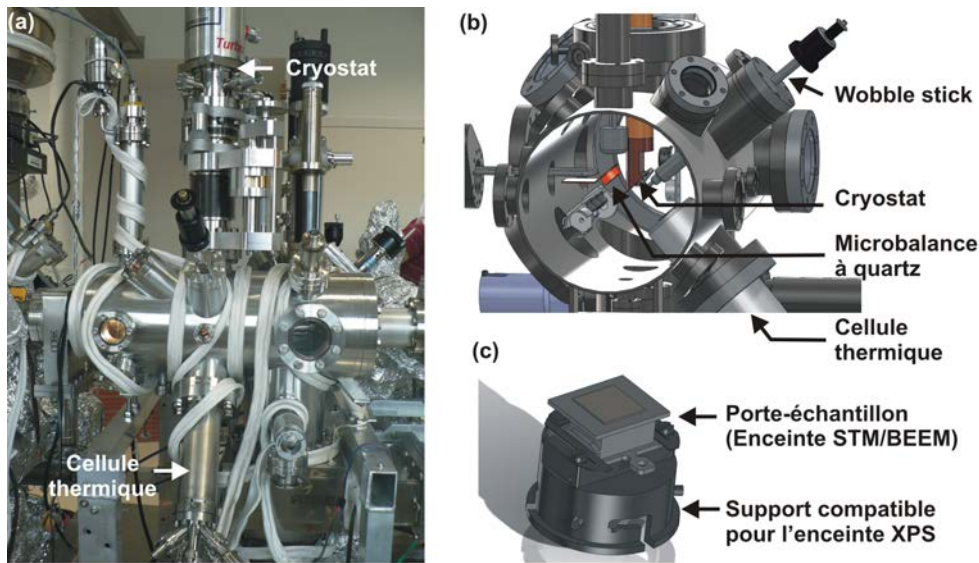 (a)
Turbo
Cryostat
Cellule
thermique
(b)
Wobble stick
Cryostat
Microbalance
à quartz
Cellule
thermique
(c)
Porte-échantillon
(Enceinte STM/BEEM)
Support compatible
pour l'enceinte XPS